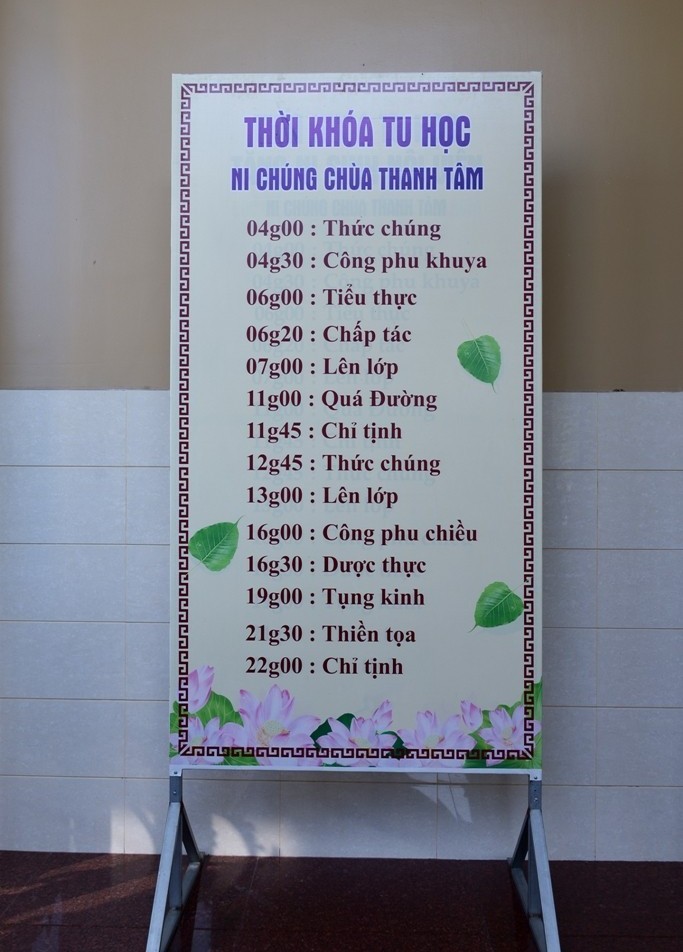 THỜI KHÓA TU HỌC
NI CHÚNG CHÙA THANH TÂM
04g00 : Thức chúng
04g30 : Công phu khuya
06g00 : Tiểu thực
06g20 : Chấp tác
07g00 : Lên lớp
11g00 : Quá Đường
11g45 : Chỉ tịnh
12g45 : Thức chúng
13g00 : Lên lớp
16g00 : Công phu chiều
16g30 : Dược thực
19g00 : Tụng kinh
21g30 : Thiền tọa
22g00 : Chỉ tịnh